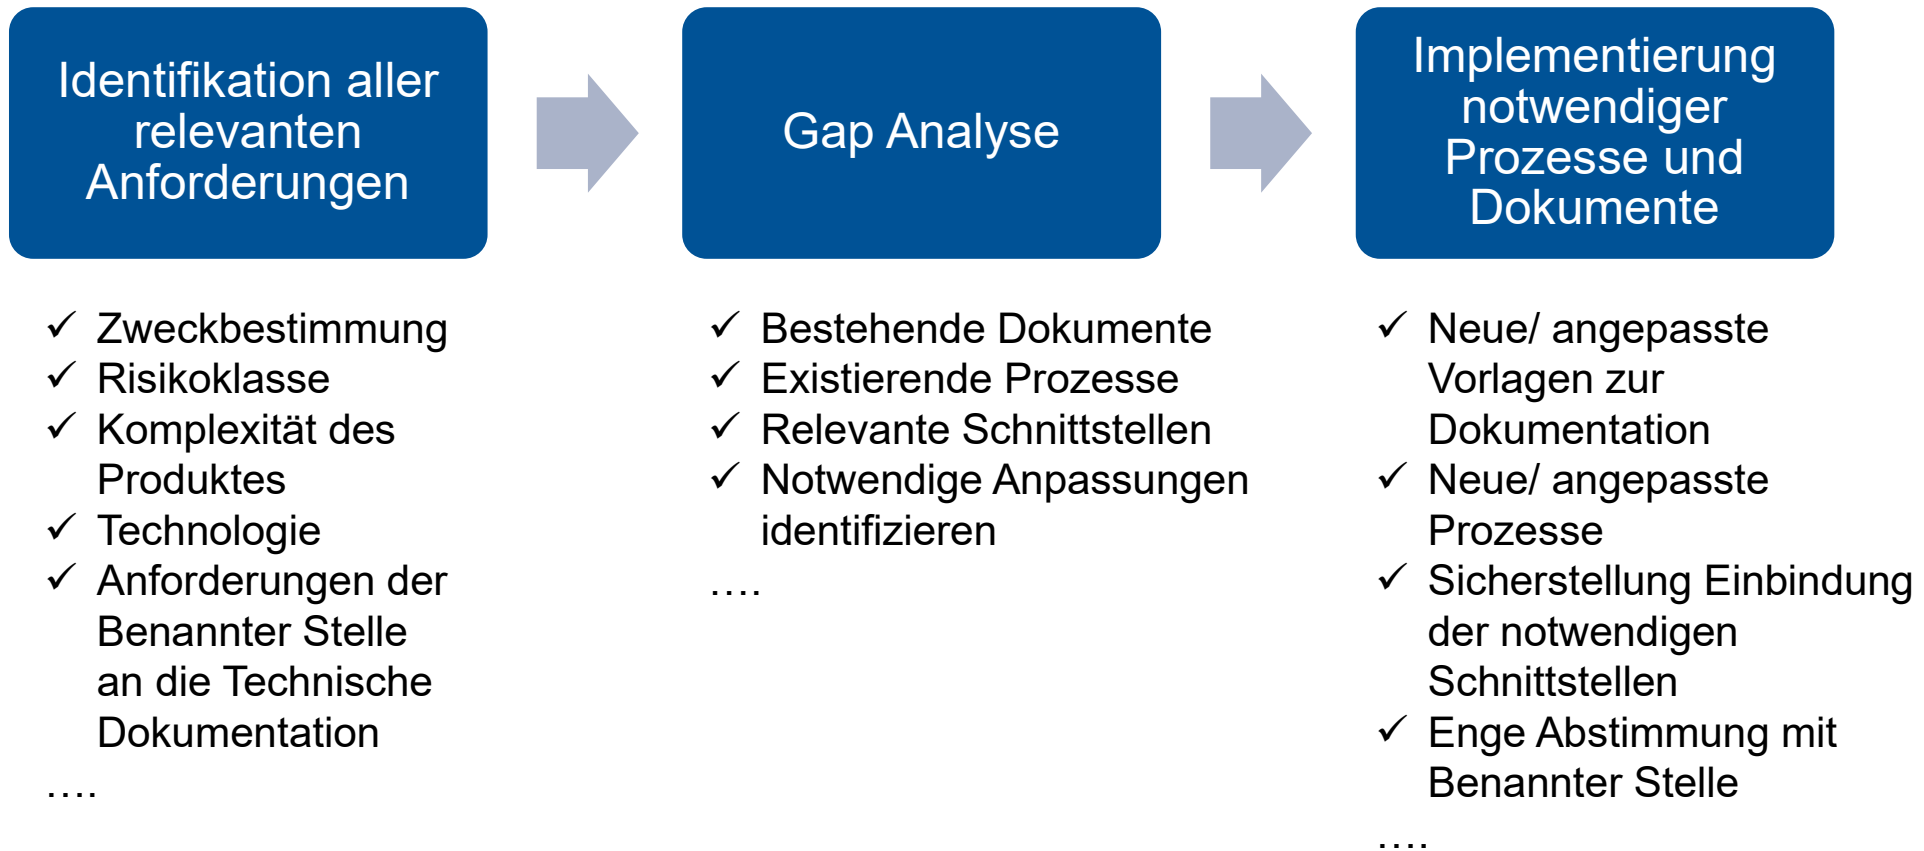 Identifikation aller
relevanten
Anforderungen
✓ Zweckbestimmung
✓ Risikoklasse
✓ Komplexität des
Produktes
✓ Technologie
✓ Anforderungen der
Benannter Stelle
an die Technische
Dokumentation
….
Gap Analyse
✓ Bestehende Dokumente
✓ Existierende Prozesse
✓ Relevante Schnittstellen
✓ Notwendige Anpassungen
identifizieren
….
Implementierung
notwendiger
Prozesse und
Dokumente
✓ Neue/ angepasste
Vorlagen zur
Dokumentation
✓ Neue/ angepasste
Prozesse
✓ Sicherstellung Einbindung
der notwendigen
Schnittstellen
✓ Enge Abstimmung mit
Benannter Stelle
….